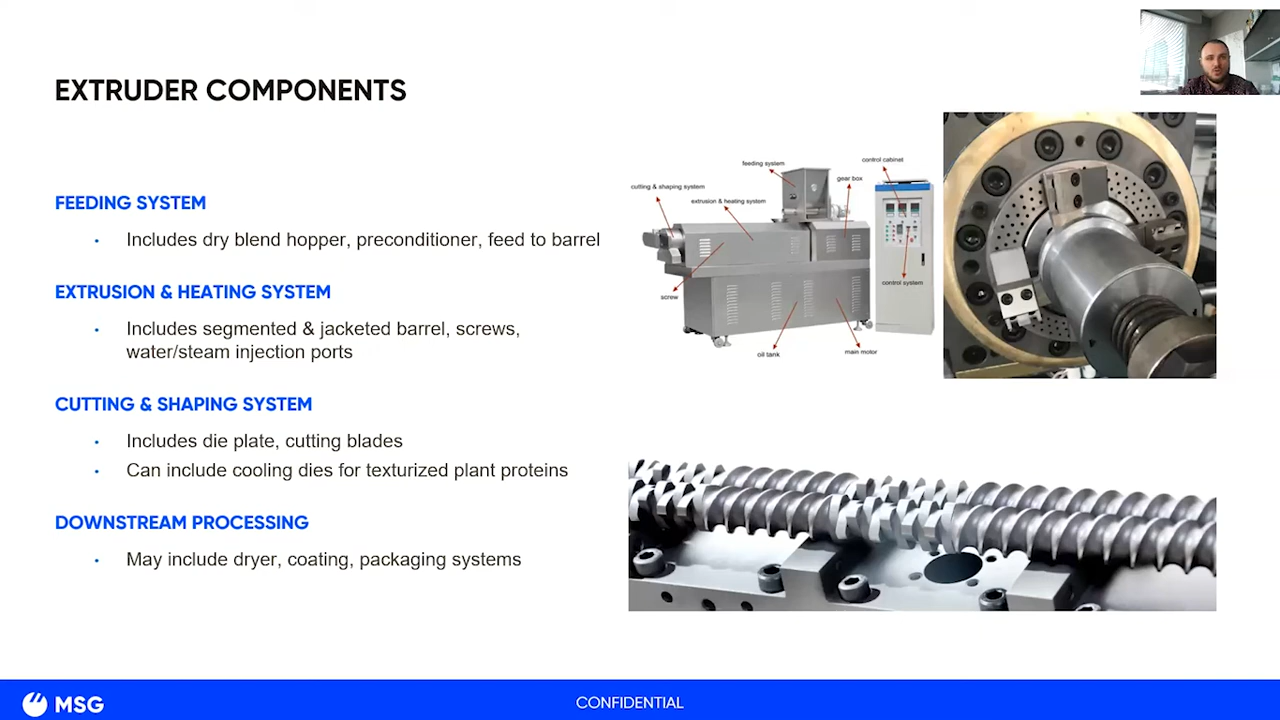 EXTRUDER COMPONENTS
FEEDING SYSTEM
• Includes dry blend hopper, preconditioner, feed to barrel
EXTRUSION & HEATING SYSTEM
• Includes segmented & jacketed barrel, screws,
water/steam injection ports
CUTTING & SHAPING SYSTEM
• Includes die plate, cutting blades
• Can include cooling dies for texturized plant proteins
DOWNSTREAM PROCESSING
• May include dryer, coating, packaging systems
feeding system
control cabinet
gear box
cutting & shaping system
extrusion & heating system
control system
screw
oil tank
main motor
MSG
CONFIDENTIAL